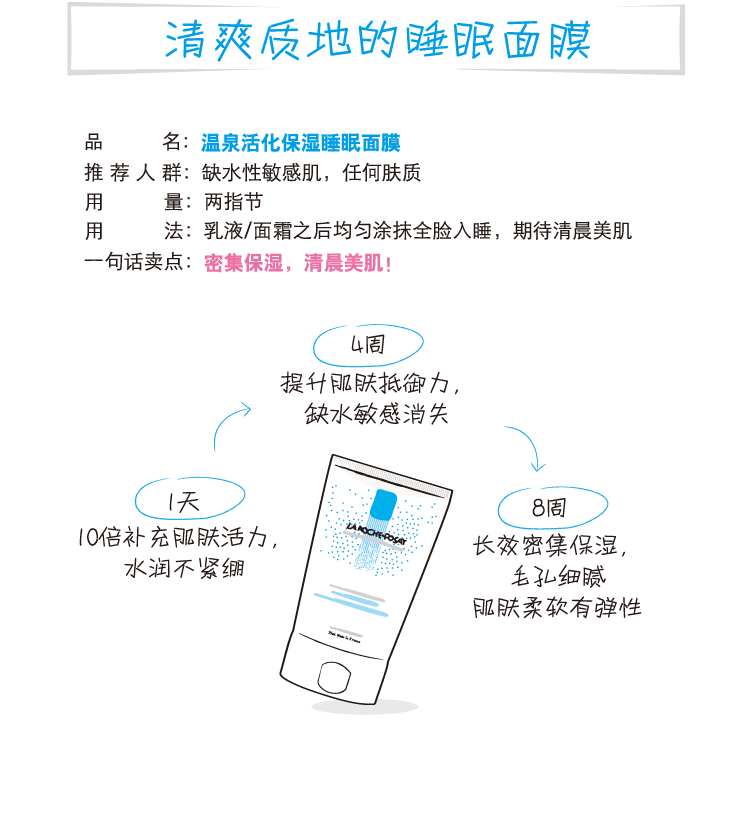 清爽质地的睡眠面膜
品名：温泉活化保湿睡眠面膜
推荐人群：缺水性敏感肌，任何肤质
用量：两指节
用法：乳液/面霜之后均匀涂抹全脸入睡，期待清晨美肌
一句话卖点：密集保湿，清晨美肌！
4周
提升肌肤抵御力，
缺水敏感消失
1天
10倍补充肌肤活力，
水润不紧绷
8周
长效密集保湿，
毛孔细腻
肌肤柔软有弹性
LA ROCHE-POSAY